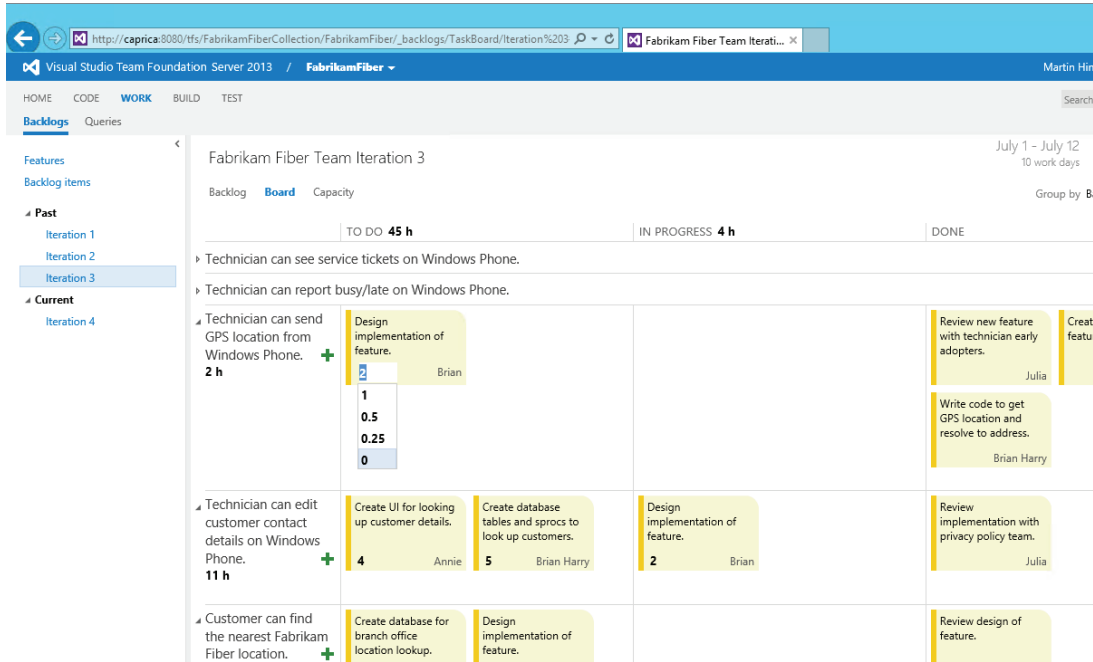 http://caprica:8080/tfs/FabrikamFiberCollection/FabrikamFiber/_backlogs/TaskBoard/Iteration%203
Fabrikam Fiber Team Iterati...
Visual Studio Team Foundation Server 2013 / FabrikamFiber
Martin Hin
HOME CODE WORK BUILD TEST
Search
Backlogs Queries
Features
Backlog items
Past
Iteration 1
Iteration 2
Iteration 3
Current
Iteration 4
Fabrikam Fiber Team Iteration 3
July 1 - July 12
10 work days
Backlog Board Capacity
Group by B
TO DO 45 h
IN PROGRESS 4 h
DONE
Technician can see service tickets on Windows Phone.
Technician can report busy/late on Windows Phone.
Technician can send
GPS location from
Windows Phone.
2 h
Design
implementation of
feature.
2 Brian
1
0.5
0.25
0
Review new feature
with technician early
adopters.
Julia
Creat
featu
Write code to get
GPS location and
resolve to address.
Brian Harry
Technician can edit
customer contact
details on Windows
Phone.
11 h
Create UI for looking
up customer details.
4 Annie
Create database
tables and sprocs to
look up customers.
5 Brian Harry
Design
implementation of
feature.
2 Brian
Review
implementation with
privacy policy team.
Julia
Customer can find
the nearest Fabrikam
Fiber location.
Create database for
branch office
location lookup.
Design
implementation of
feature.
Review design of
feature.